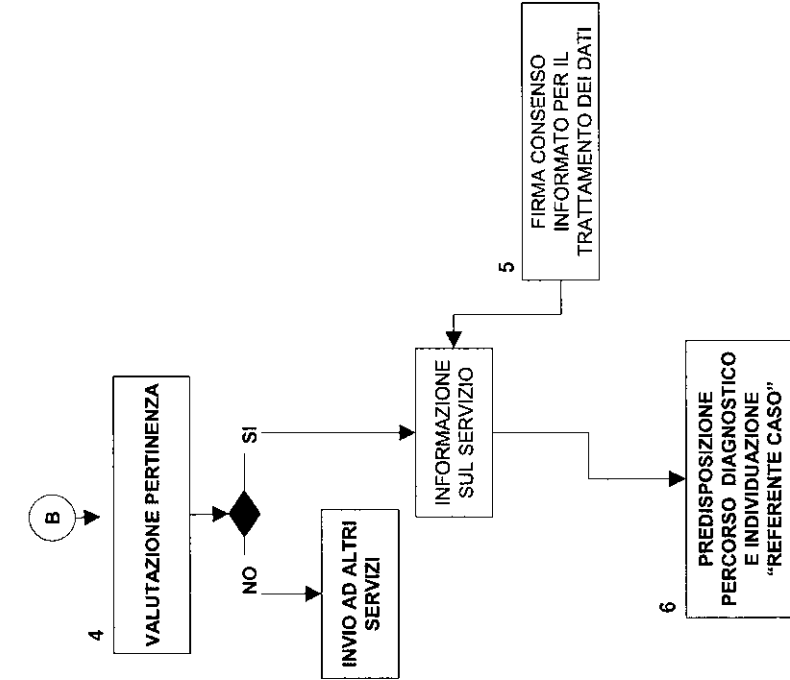 B
4
VALUTAZIONE PERTINENZA
NO
SI
INVIO AD ALTRI
SERVIZI
INFORMAZIONE
SUL SERVIZIO
5
FIRMA CONSENSO
INFORMATO PER IL
TRATTAMENTO DEI DATI
6
PREDISPOSIZIONE
PERCORSO DIAGNOSTICO
E INDIVIDUAZIONE
“REFERENTE CASO”